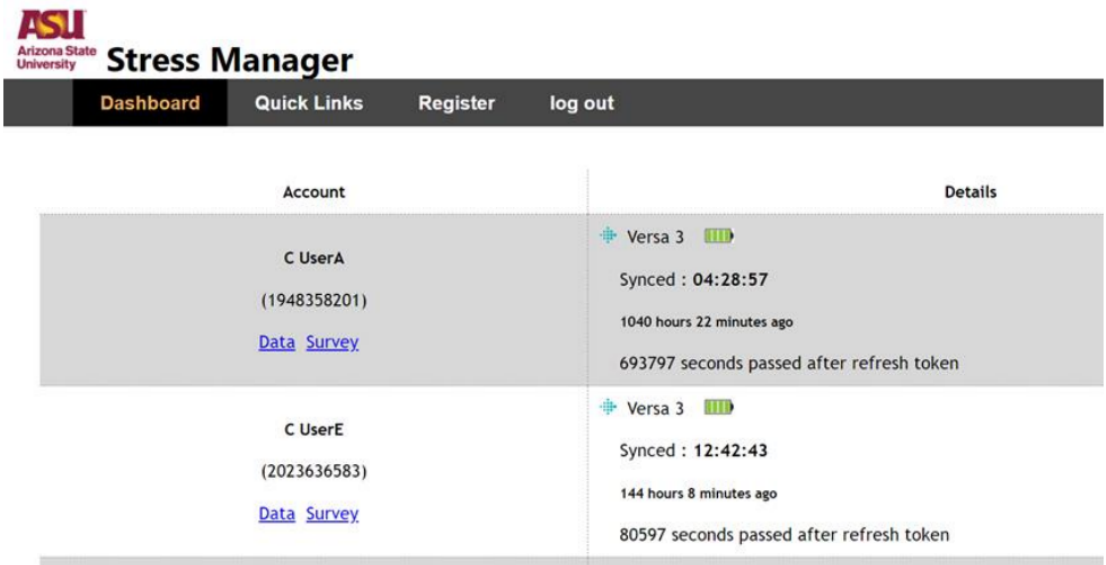 ASU
Arizona State
University
Stress Manager
Dashboard Quick Links Register log out
Account Details
C UserA
(1948358201)
Data Survey
Versa 3
Synced : 04:28:57
1040 hours 22 minutes ago
693797 seconds passed after refresh token
C UserE
(2023636583)
Data Survey
Versa 3
Synced : 12:42:43
144 hours 8 minutes ago
80597 seconds passed after refresh token